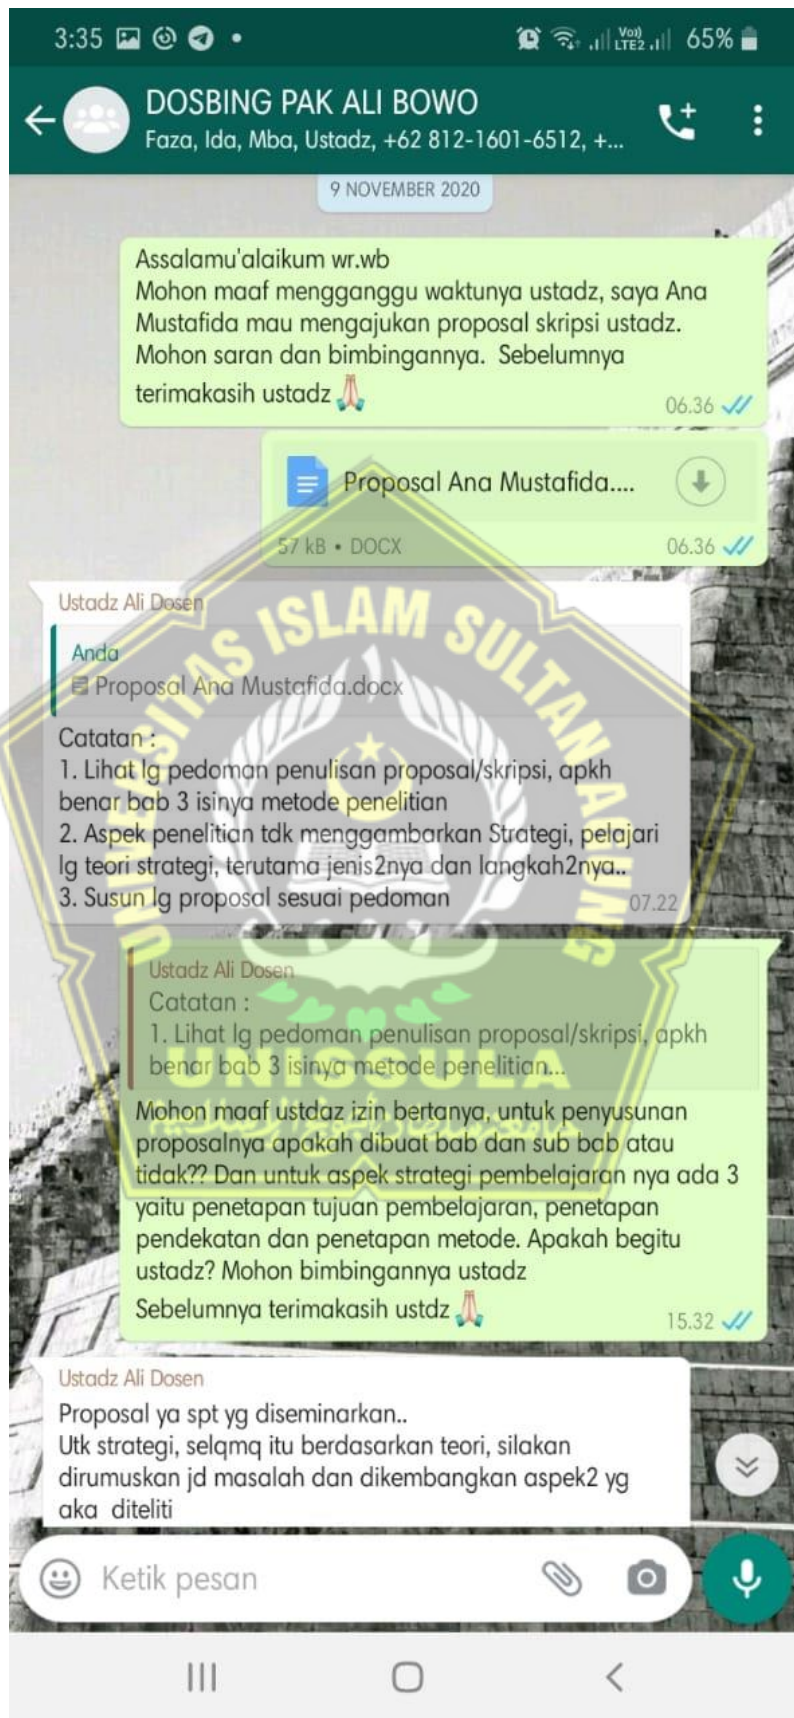 3:35
Vo)) LTE2 65%
DOSBING PAK ALI BOWO
Faza, Ida, Mba, Ustadz, +62 812-1601-6512, +...
9 NOVEMBER 2020
Assalamu'alaikum wr.wb
Mohon maaf mengganggu waktunya ustadz, saya Ana
Mustafida mau mengajukan proposal skripsi ustadz.
Mohon saran dan bimbingannya. Sebelumnya
terimakasih ustadz 🙏🏻
06.36
Proposal Ana Mustafida....
57 kB • DOCX
06.36
Ustadz Ali Dosen
Anda
Proposal Ana Mustafida.docx
Catatan :
1. Lihat lg pedoman penulisan proposal/skripsi, apkh
benar bab 3 isinya metode penelitian
2. Aspek penelitian tdk menggambarkan Strategi, pelajari
lg teori strategi, terutama jenis2nya dan langkah2nya..
3. Susun lg proposal sesuai pedoman
07.22
UNIVERSITAS ISLAM SULTAN AGUNG
UNISSULA
جامعة سلطان أجونج الإسلامية
Ustadz Ali Dosen
Catatan :
1. Lihat lg pedoman penulisan proposal/skripsi, apkh
benar bab 3 isinya metode penelitian...
Mohon maaf ustdaz izin bertanya, untuk penyusunan
proposalnya apakah dibuat bab dan sub bab atau
tidak?? Dan untuk aspek strategi pembelajaran nya ada 3
yaitu penetapan tujuan pembelajaran, penetapan
pendekatan dan penetapan metode. Apakah begitu
ustadz? Mohon bimbingannya ustadz
Sebelumnya terimakasih ustdz 🙏🏻
15.32
Ustadz Ali Dosen
Proposal ya spt yg diseminarkan..
Utk strategi, selqmq itu berdasarkan teori, silakan
dirumuskan jd masalah dan dikembangkan aspek2 yg
aka diteliti
Ketik pesan